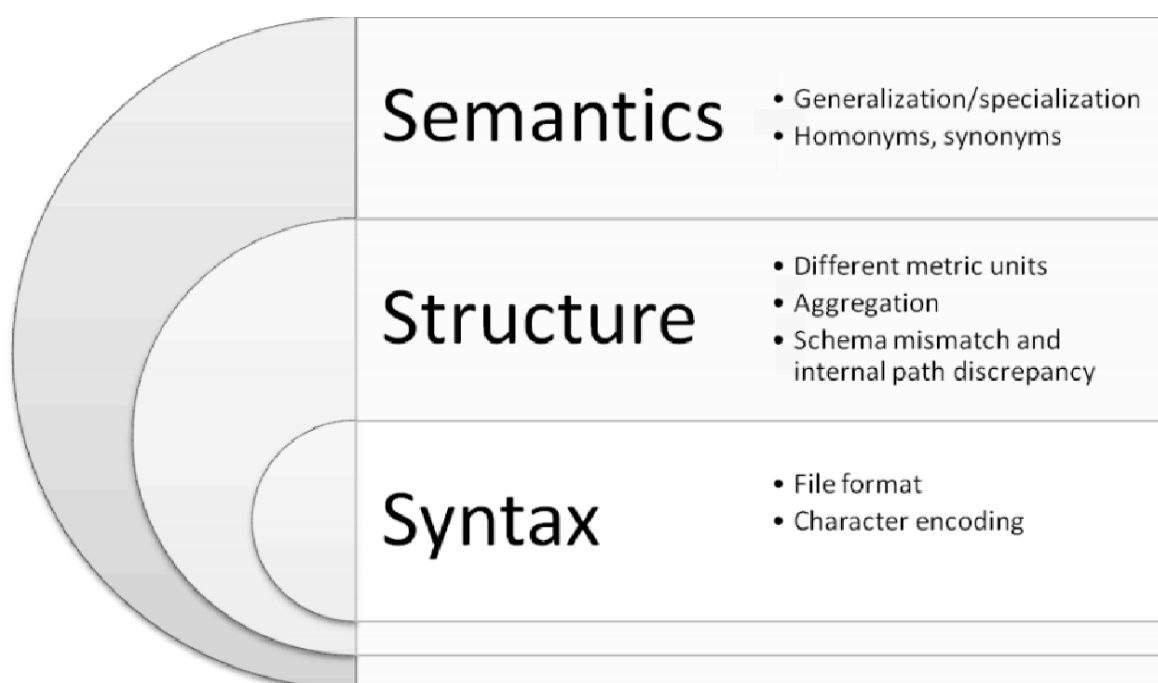 Semantics
• Generalization/specialization
• Homonyms, synonyms
Structure
• Different metric units
• Aggregation
• Schema mismatch and
internal path discrepancy
Syntax
• File format
• Character encoding